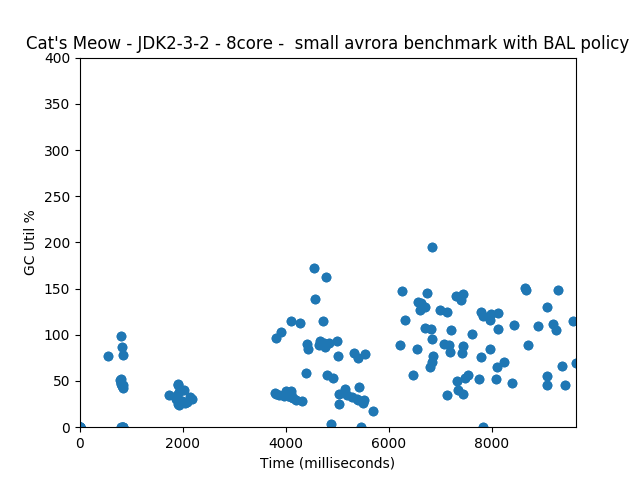 Cat's Meow - JDK2-3-2 - 8core -  small avrora benchmark with BAL policy
400
350
300
250
200
150
100
50
0
GC Util %
0 2000 4000 6000 8000
Time (milliseconds)